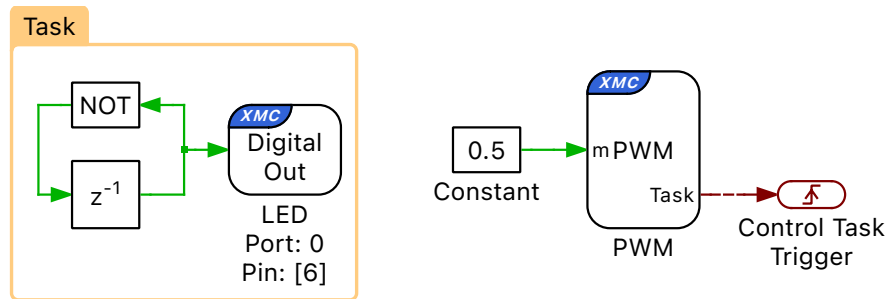 Task
NOT
z-1
XMC
Digital
Out
LED
Port: 0
Pin: [6]
0.5
Constant
XMC
m PWM
Task
PWM
Control Task
Trigger